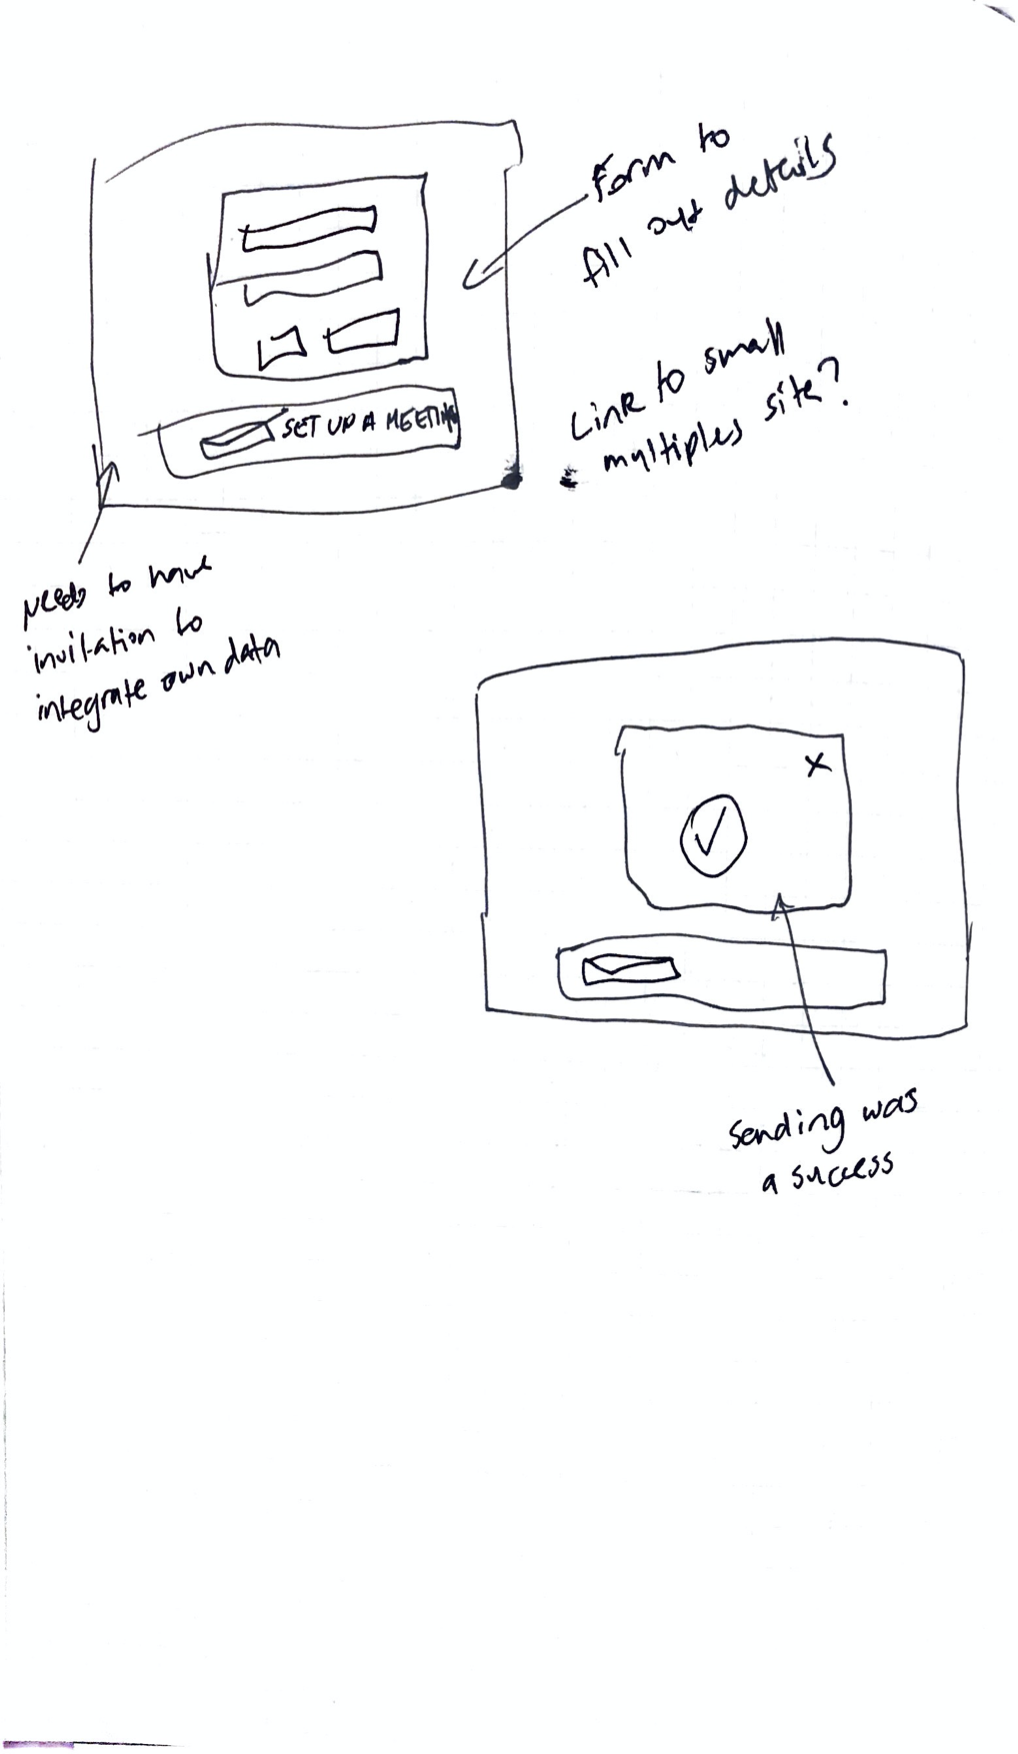 Form to
fill out details
SET UP A MEETING
Link to small
multiples site?
Needs to have
invitation to
integrate own data
X
Sending was
a success